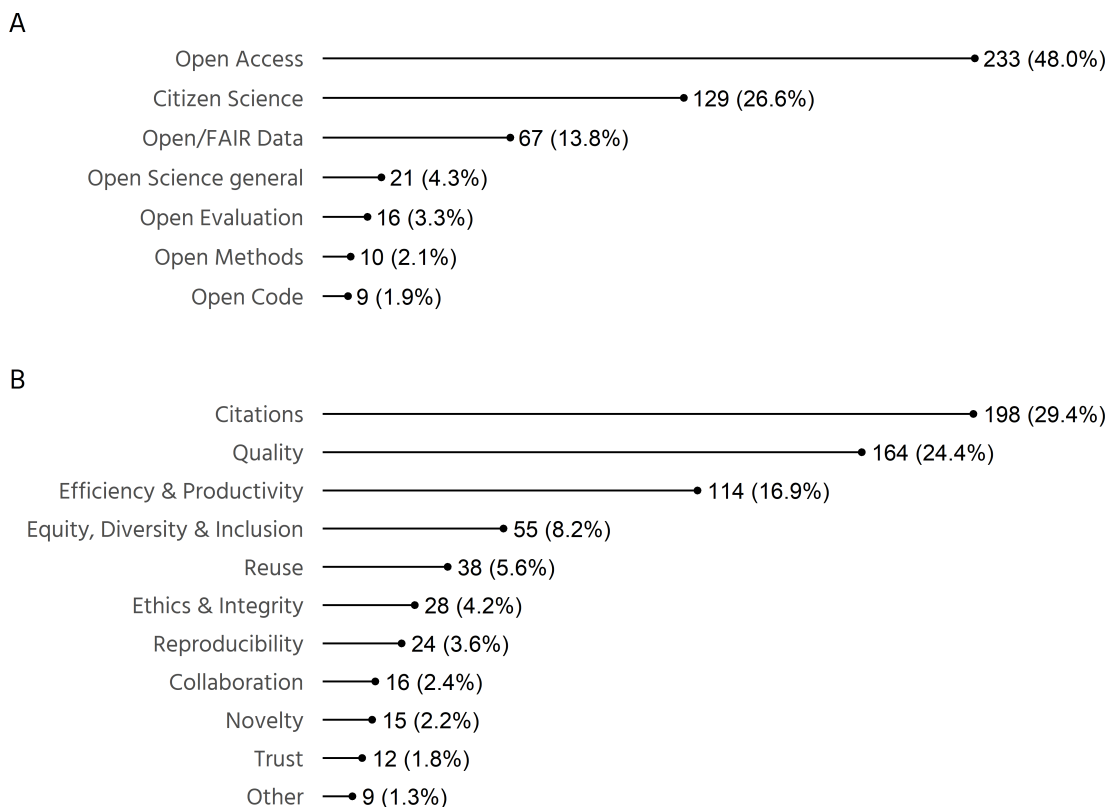 A
Open Access 233 (48.0%)
Citizen Science 129 (26.6%)
Open/FAIR Data 67 (13.8%)
Open Science general 21 (4.3%)
Open Evaluation 16 (3.3%)
Open Methods 10 (2.1%)
Open Code 9 (1.9%)
B
Citations 198 (29.4%)
Quality 164 (24.4%)
Efficiency & Productivity 114 (16.9%)
Equity, Diversity & Inclusion 55 (8.2%)
Reuse 38 (5.6%)
Ethics & Integrity 28 (4.2%)
Reproducibility 24 (3.6%)
Collaboration 16 (2.4%)
Novelty 15 (2.2%)
Trust 12 (1.8%)
Other 9 (1.3%)